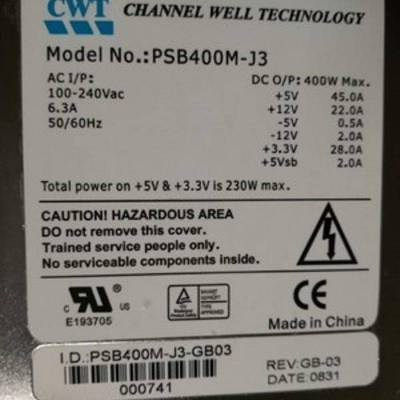 CWT CHANNEL WELL TECHNOLOGY
Model No.:PSB400M-J3
AC I/P: DC O/P: 400W Max.
100-240Vac +5V 45.0A
6.3A +12V 22.0A
50/60Hz -5V 0.5A
-12V 2.0A
+3.3V 28.0A
+5Vsb 2.0A
Total power on +5V & +3.3V is 230W max.
CAUTION! HAZARDOUS AREA
Do not remove this cover.
Trained service people only.
No serviceable components inside.
c RU us
E193705
CE
Made in China
I.D.:PSB400M-J3-GB03
000741
REV:GB-03
DATE:0831